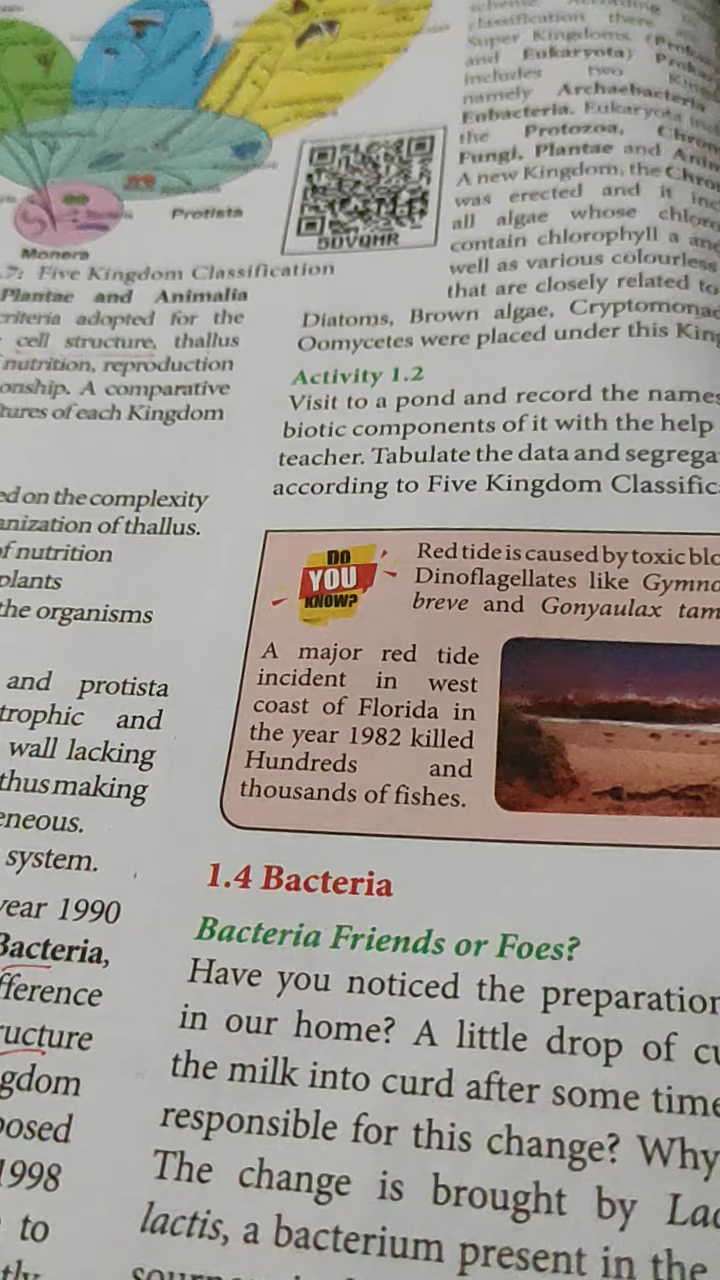 Protista
Monera
5DVQHR
.7: Five Kingdom Classification
Plantae and Animalia
criteria adopted for the
cell structure, thallus
nutrition, reproduction
onship. A comparative
tures of each Kingdom
ed on the complexity
anization of thallus.
of nutrition
plants
the organisms
and protista
trophic and
wall lacking
thus making
eneous.
system.
year 1990
Bacteria,
fference
ructure
gdom
posed
1998
to
tly
classification there
Super Kingdoms
and Eukaryota)
includes two
namely Archaebacteria
Eubacteria. Eukaryota
the Protozoa,
Fungi, Plantae and
A new Kingdom, the
was erected and it
all algae whose
contain chlorophyll a
well as various colourless
that are closely related to
Diatoms, Brown algae,
Oomycetes were placed under this
Activity 1.2
Visit to a pond and record the names
biotic components of it with the help
teacher. Tabulate the data and segrega
according to Five Kingdom Classific
DO
YOU
KNOW?
Red tide is caused by toxic blo
Dinoflagellates like Gymno
breve and Gonyaulax tam
A major red tide
incident in west
coast of Florida in
the year 1982 killed
Hundreds and
thousands of fishes.
1.4 Bacteria
Bacteria Friends or Foes?
Have you noticed the preparation
in our home? A little drop of cu
the milk into curd after some time
responsible for this change? Why
The change is brought by Lac
lactis, a bacterium present in the